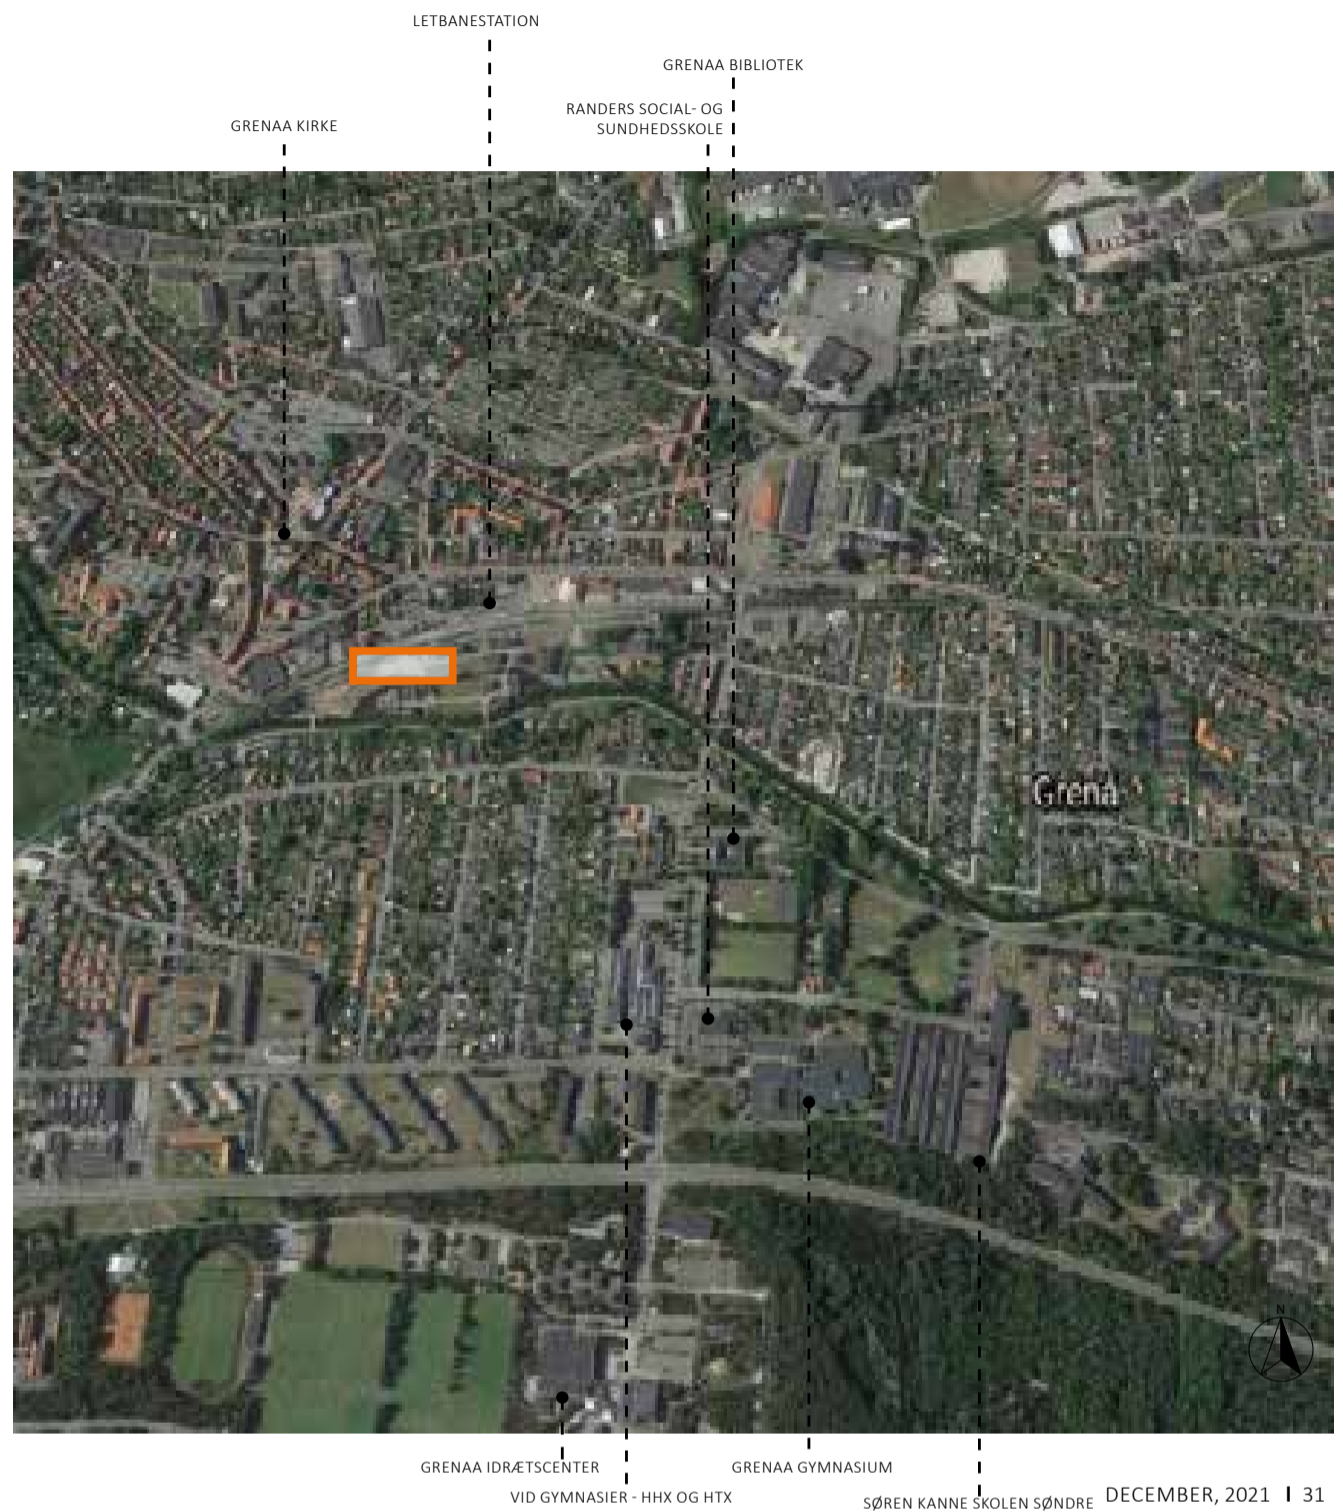 LETBANESTATION
GRENAA BIBLIOTEK
RANDERS SOCIAL- OG
SUNDHEDSSKOLE
GRENAA KIRKE
Grenå
N
GRENAA IDRÆTSCENTER
GRENAA GYMNASIUM
VID GYMNASIER - HHX OG HTX
SØREN KANNE SKOLEN SØNDRE
DECEMBER, 2021 I 31